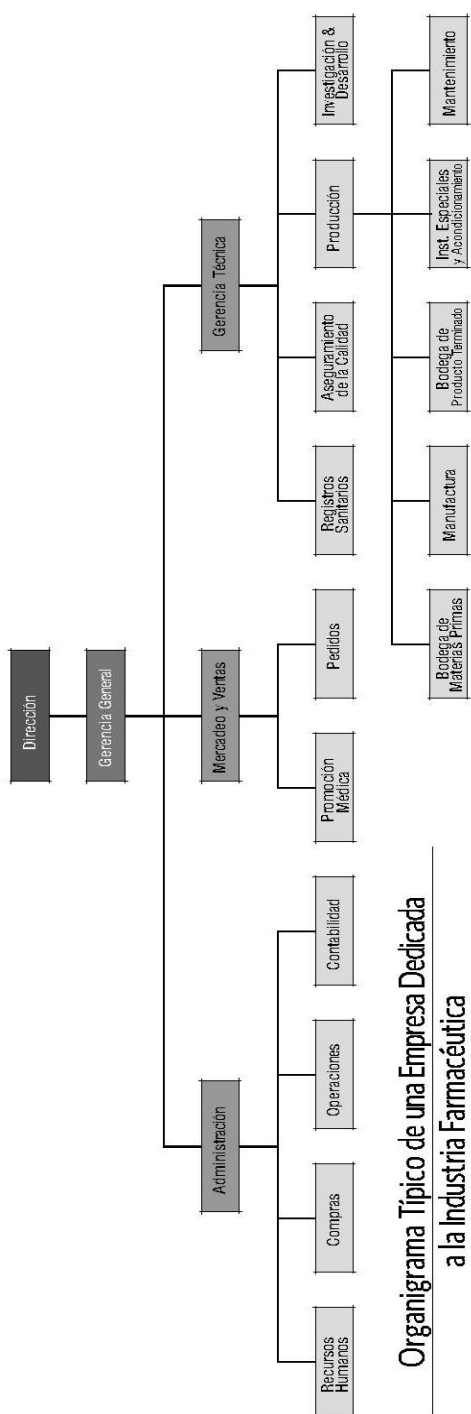 Dirección
Gerencia General
Administración
Mercadeo y Ventas
Gerencia Técnica
Recursos
Humanos
Compras
Operaciones
Contabilidad
Promoción
Médica
Pedidos
Registros
Sanitarios
Aseguramiento
de la Calidad
Producción
Investigación &
Desarrollo
Bodega de
Materias Primas
Manufactura
Bodega de
Producto Terminado
Inst. Especiales
y Acondicionamiento
Mantenimiento
Organigrama Típico de una Empresa Dedicada
a la Industria Farmacéutica